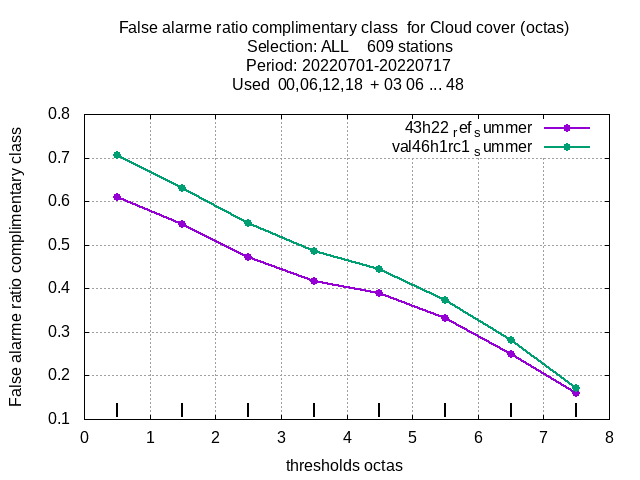 False alarme ratio complimentary class  for Cloud cover (octas)
Selection: ALL    609 stations
Period: 20220701-20220717
Used  00,06,12,18  + 03 06 ... 48
43h22 ref summer
val46h1rc1 summer
False alarme ratio complimentary class
0.8
0.7
0.6
0.5
0.4
0.3
0.2
0.1
0 1 2 3 4 5 6 7 8
thresholds octas